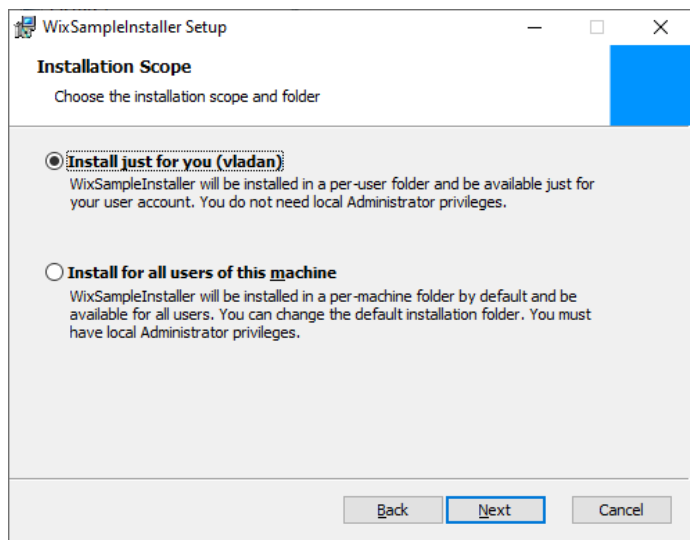 WixSampleInstaller Setup
Installation Scope
Choose the installation scope and folder
Install just for you (vladan)
WixSampleInstaller will be installed in a per-user folder and be available just for
your user account. You do not need local Administrator privileges.
Install for all users of this machine
WixSampleInstaller will be installed in a per-machine folder by default and be
available for all users. You can change the default installation folder. You must
have local Administrator privileges.
Back Next Cancel